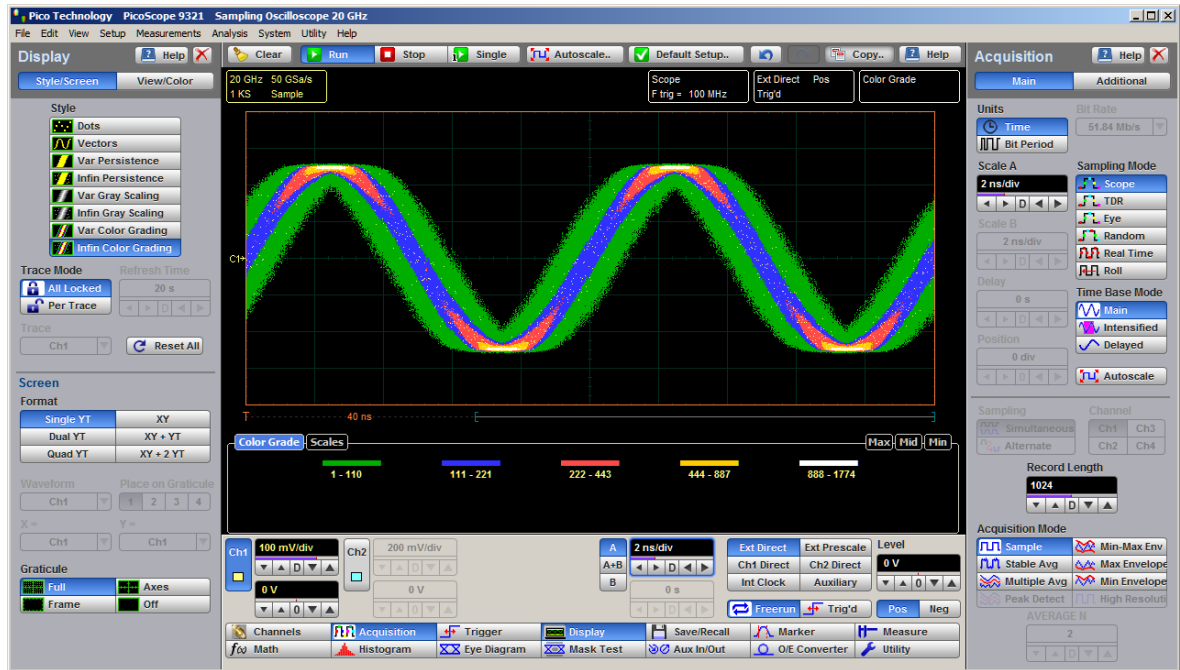 Pico Technology PicoScope 9321 Sampling Oscilloscope 20 GHz
File Edit View Setup Measurements Analysis System Utility Help
Display Help
Style/Screen View/Color
Style
Dots
Vectors
Var Persistence
Infin Persistence
Var Gray Scaling
Infin Gray Scaling
Var Color Grading
Infin Color Grading
Trace Mode Refresh Time
All Locked 20 s
Per Trace D
Trace
Ch1 Reset All
Screen
Format
Single YT XY
Dual YT XY + YT
Quad YT XY + 2 YT
Waveform Place on Graticule
Ch1 1 2 3 4
X = Y =
Ch1 Ch1
Graticule
Full Axes
Frame Off
Clear Run Stop Single Autoscale.. Default Setup.. Copy.. Help
20 GHz 50 GSa/s
1 KS Sample
Scope
F trig = 100 MHz
Ext Direct Pos
Trig'd
Color Grade
C1
T 40 ns
Color Grade Scales Max Mid Min
1 - 110 111 - 221 222 - 443 444 - 887 888 - 1774
Ch1 100 mV/div Ch2 200 mV/div A 2 ns/div Ext Direct Ext Prescale Level
D D A+B D Ch1 Direct Ch2 Direct 0 V
0 V 0 V B 0 s Int Clock Auxiliary 0
0 0 D Freerun Trig'd Pos Neg
Channels Acquisition Trigger Display Save/Recall Marker Measure
f(x) Math Histogram Eye Diagram Mask Test Aux In/Out O/E Converter Utility
Acquisition Help
Main Additional
Units Bit Rate
Time 51.84 Mb/s
Bit Period
Scale A Sampling Mode
2 ns/div Scope
D TDR
Scale B Eye
2 ns/div Random
D Real Time
Delay Roll
0 s Time Base Mode
D Main
Position Intensified
0 div Delayed
0 Autoscale
Sampling Channel
Simultaneous Ch1 Ch3
Alternate Ch2 Ch4
Record Length
1024
D
Acquisition Mode
Sample Min-Max Env
Stable Avg Max Envelope
Multiple Avg Min Envelope
Peak Detect High Resoluti
AVERAGE N
2
D